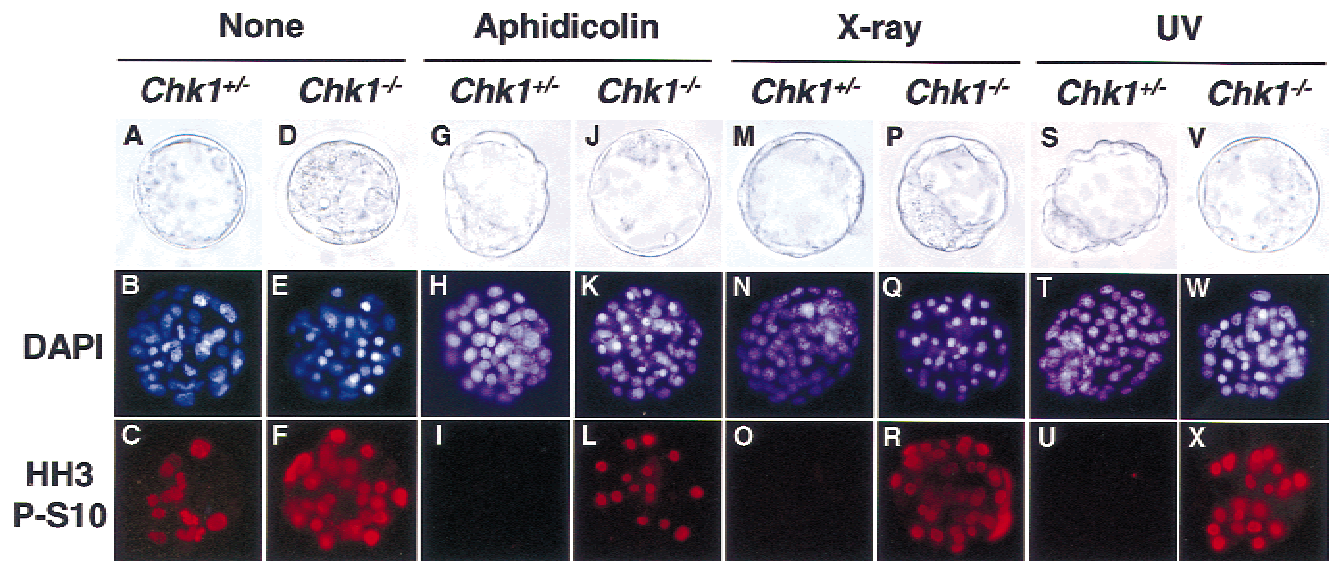 None Aphidicolin X-ray UV
Chk1+/- Chk1-/- Chk1+/- Chk1-/- Chk1+/- Chk1-/- Chk1+/- Chk1-/-
A D G J M P S V
B E H K N Q T W
DAPI
C F I L O R U X
HH3
P-S10